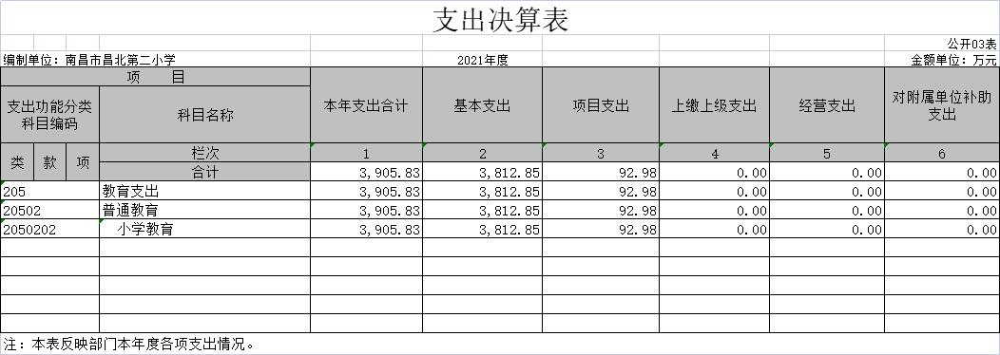 支出决算表
公开03表
编制单位：南昌市昌北第二小学 2021年度 金额单位：万元
项 目 本年支出合计 基本支出 项目支出 上缴上级支出 经营支出 对附属单位补助支出
支出功能分类科目编码 科目名称
类 款 项 栏次 1 2 3 4 5 6
合计 3,905.83 3,812.85 92.98 0.00 0.00 0.00
205 教育支出 3,905.83 3,812.85 92.98 0.00 0.00 0.00
20502 普通教育 3,905.83 3,812.85 92.98 0.00 0.00 0.00
2050202 小学教育 3,905.83 3,812.85 92.98 0.00 0.00 0.00
注：本表反映部门本年度各项支出情况。